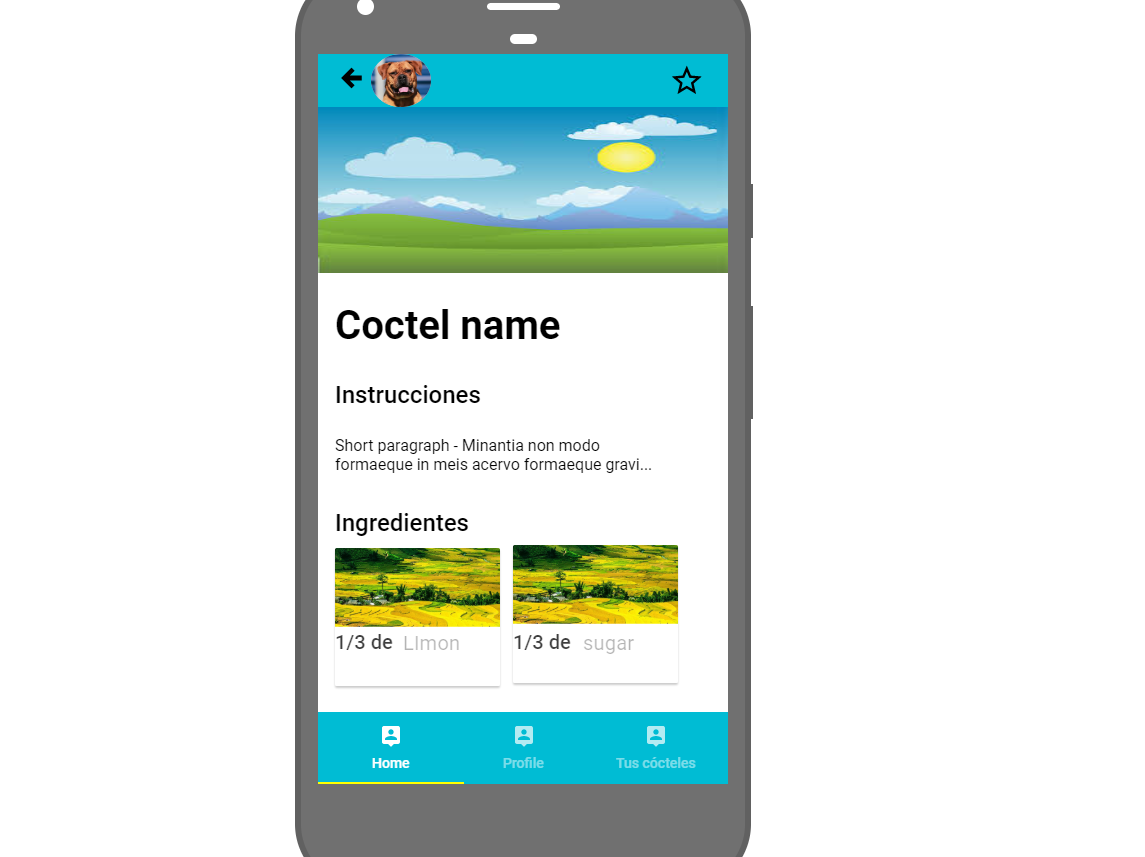 Coctel name
Instrucciones
Short paragraph - Minantia non modo
formaeque in meis acervo formaeque gravi...
Ingredientes
1/3 de LImon
1/3 de sugar
Home
Profile
Tus cócteles